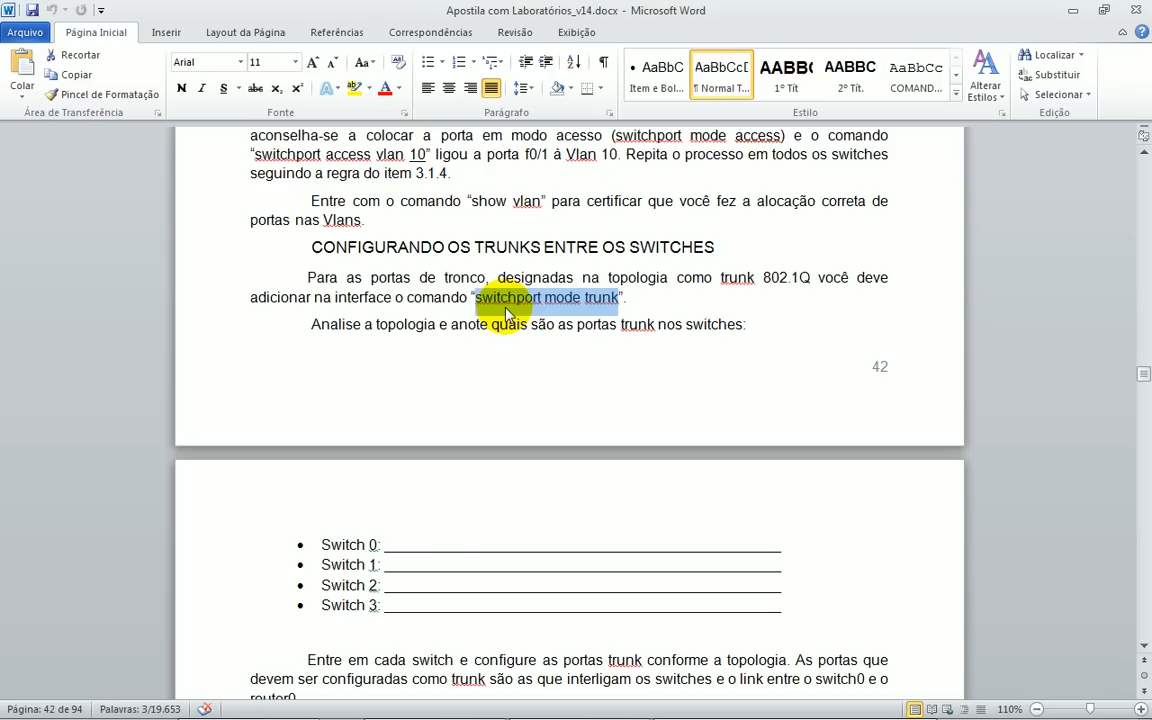 Apostila com Laboratórios_v14.docx - Microsoft Word
Arquivo Página Inicial Inserir Layout da Página Referências Correspondências Revisão Exibição
Colar
Recortar
Copiar
Pincel de Formatação
Área de Transferência
Arial 11
N I S abc x₂ x²
Fonte
Parágrafo
AaBbC AaBbCcD AABBC AABBC AaBbCc
Item e Bol... ¶ Normal T... 1º Tít 2º Tít. COMAND...
Alterar
Estilos
Estilo
Localizar
Substituir
Selecionar
Edição
aconselha-se a colocar a porta em modo acesso (switchport mode access) e o comando
“switchport access vlan 10” ligou a porta f0/1 à Vlan 10. Repita o processo em todos os switches
seguindo a regra do item 3.1.4.
Entre com o comando “show vlan” para certificar que você fez a alocação correta de
portas nas Vlans.
CONFIGURANDO OS TRUNKS ENTRE OS SWITCHES
Para as portas de tronco, designadas na topologia como trunk 802.1Q você deve
adicionar na interface o comando “switchport mode trunk”.
Analise a topologia e anote quais são as portas trunk nos switches:
42
• Switch 0:
• Switch 1:
• Switch 2:
• Switch 3:
Entre em cada switch e configure as portas trunk conforme a topologia. As portas que
devem ser configuradas como trunk são as que interligam os switches e o link entre o switch0 e o
router0
Página: 42 de 94 Palavras: 3/19.653 110%